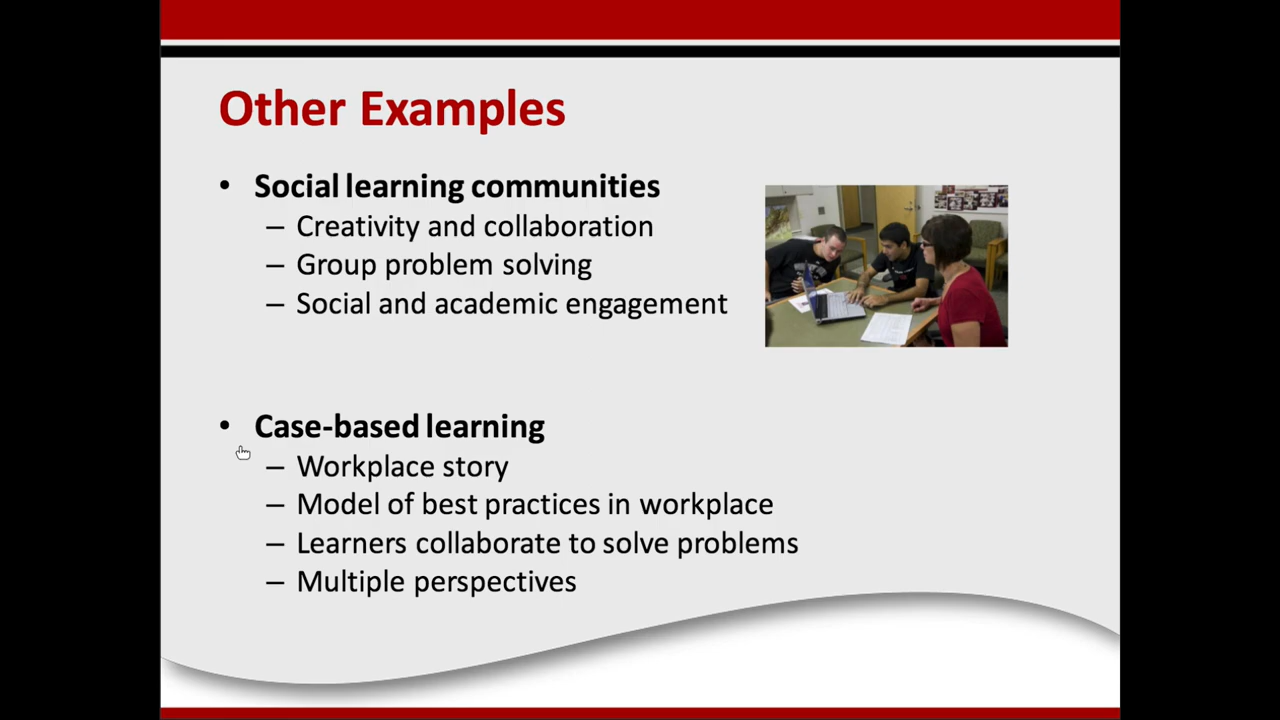 Other Examples
• Social learning communities
– Creativity and collaboration
– Group problem solving
– Social and academic engagement
• Case-based learning
– Workplace story
– Model of best practices in workplace
– Learners collaborate to solve problems
– Multiple perspectives